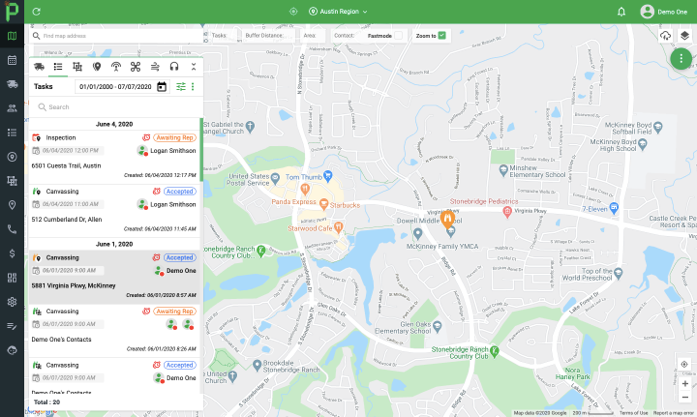 Austin Region
Demo One
Find map address
Tasks:
Buffer Distance..
Area:
Contact:
Fastmode
Zoom to
Tasks
01/01/2000 - 07/07/2020
Search
June 4, 2020
Inspection
Awaiting Rep
06/04/2020 12:00 PM
Logan Smithson
6501 Cuesta Trail, Austin
Created: 06/04/2020 12:17 PM
Canvassing
Accepted
06/04/2020 11:00 AM
Logan Smithson
512 Cumberland Dr, Allen
Created: 06/04/2020 11:45 AM
June 1, 2020
Canvassing
Accepted
06/01/2020 9:00 AM
Demo One
5881 Virginia Pkwy, McKinney
Created: 06/01/2020 8:57 AM
Canvassing
Awaiting Rep
06/01/2020 9:00 AM
Demo One's Contacts
Created: 06/01/2020 8:26 AM
Canvassing
Accepted
06/01/2020 9:00 AM
Demo One
Demo One's Contacts
Total : 20
St Gabriel the
United States
Postal Service
Tom Thumb
Panda Express
Starbucks
Starwood Cafe
Dowell Middle School
McKinney Family YMCA
Stonebridge Pediatrics
Virginia Pkwy
Minshew
Elementary School
McKinney Boyd
Softball Field
McKinney Boyd
High School
7-Eleven
Castle Creek
Top of the
World Preschool
Stonebridge Ranch
Country Club
Glen-Oaks
Elementary School
Stonebridge Ranch
Country Club
Brookdale
Stonebridge Ranch
Nora
Haney Park
Ridge Rd
Lake Forest Dr
Map data ©2020 Google
200 m
Terms of Use
Report a map error